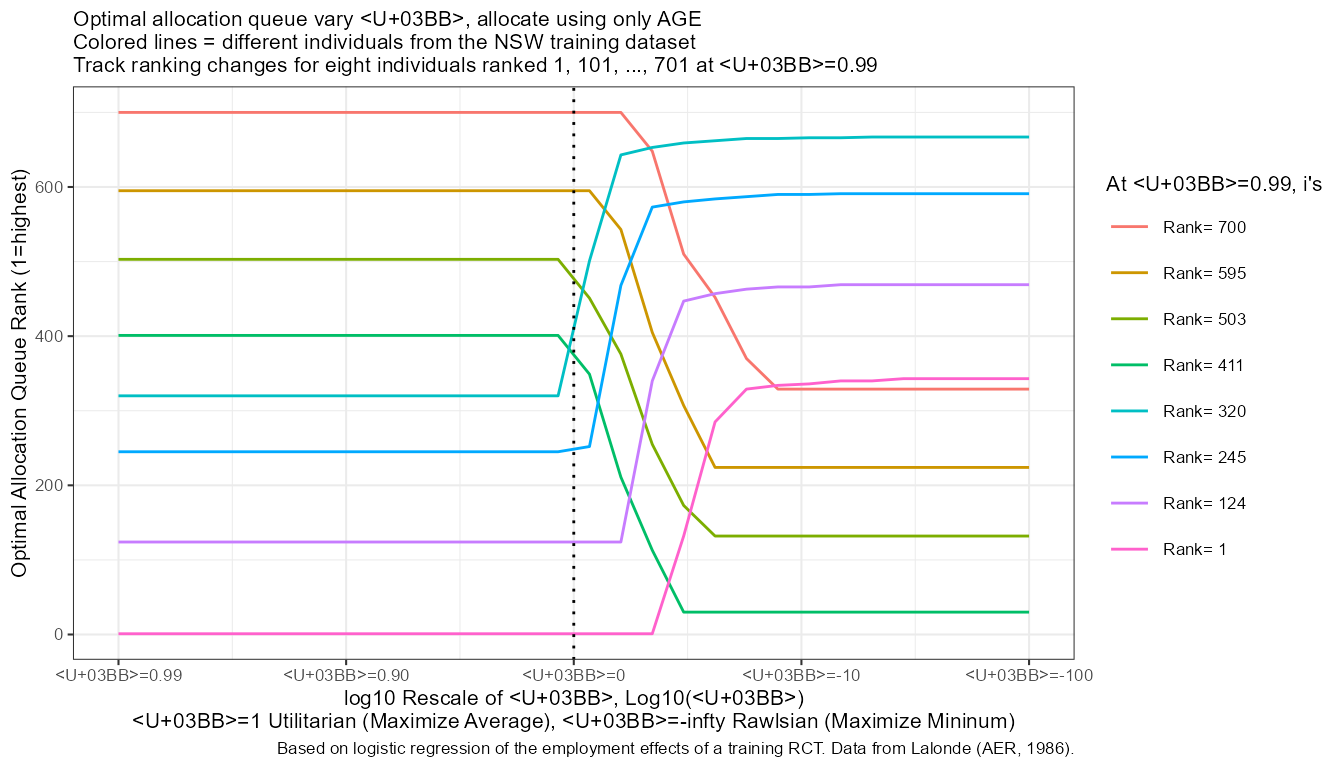 Optimal allocation queue vary <U+03BB>, allocate using only AGE
Colored lines = different individuals from the NSW training dataset
Track ranking changes for eight individuals ranked 1, 101, ..., 701 at <U+03BB>=0.99
Optimal Allocation Queue Rank (1=highest)
600
400
200
0
<U+03BB>=0.99
<U+03BB>=0.90
<U+03BB>=0
<U+03BB>=-10
<U+03BB>=-100
log10 Rescale of <U+03BB>, Log10(<U+03BB>)
<U+03BB>=1 Utilitarian (Maximize Average), <U+03BB>=-infty Rawlsian (Maximize Mininum)
Based on logistic regression of the employment effects of a training RCT. Data from Lalonde (AER, 1986).
At <U+03BB>=0.99, i's
Rank= 700
Rank= 595
Rank= 503
Rank= 411
Rank= 320
Rank= 245
Rank= 124
Rank= 1